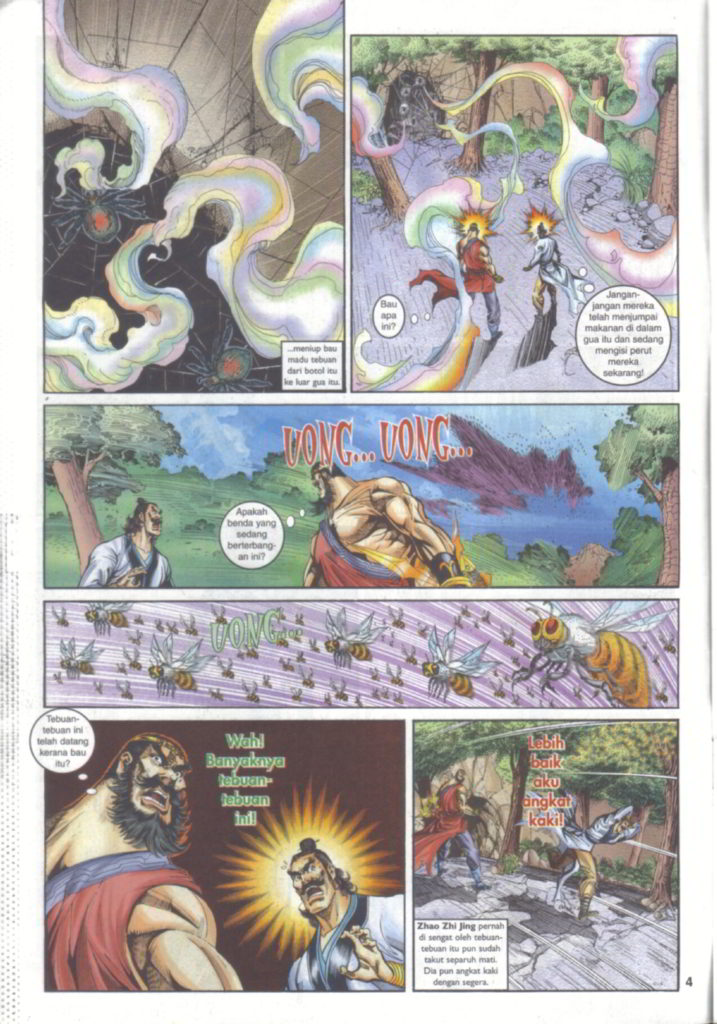 ...meniup bau
madu tebuan
dari botol itu
ke luar gua itu.
Bau
apa
ini?
Jangan-
jangan mereka
telah menjumpai
makanan di dalam
gua itu dan sedang
mengisi perut
mereka
sekarang!
UONG... UONG...
Apakah
benda yang
sedang
berterbang-
an ini?
UONG...
Tebuan-
tebuan ini
telah datang
kerana bau
itu?
Wah!
Banyaknya
tebuan-
tebuan
ini!
Lebih
baik
aku
angkat
kaki!
Zhao Zhi Jing pernah
di sengat oleh tebuan-
tebuan itu pun sudah
takut separuh mati.
Dia pun angkat kaki
dengan segera.
4